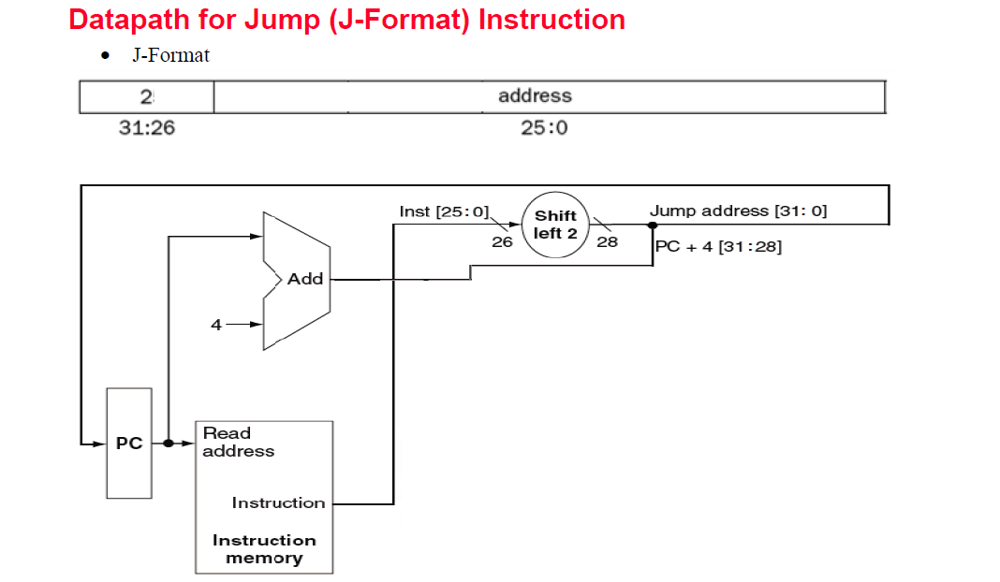 Datapath for Jump (J-Format) Instruction
• J-Format
2 address
31:26 25:0
Inst [25:0] Shift left 2 Jump address [31: 0]
26 28 PC + 4 [31:28]
Add
4
PC
Read
address
Instruction
Instruction
memory